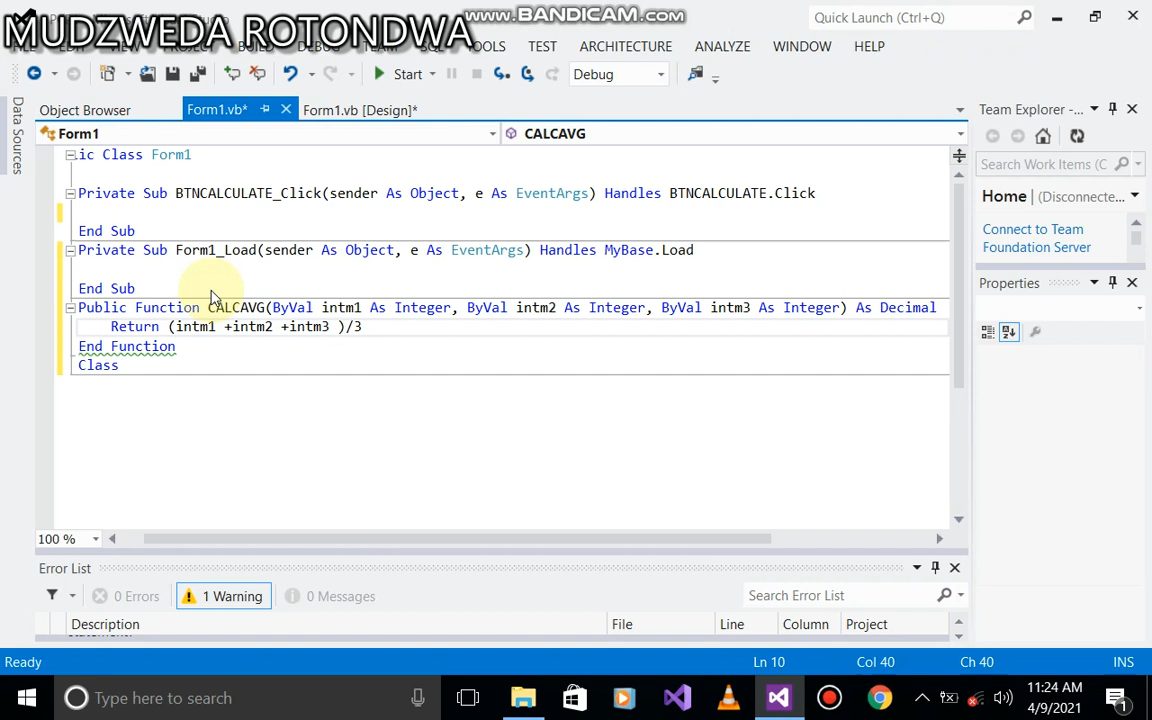 MUDZWEDA ROTONDWA
www.BANDICAM.com
Quick Launch (Ctrl+Q)
TOOLS TEST ARCHITECTURE ANALYZE WINDOW HELP
Start Debug
Data Sources
Object Browser Form1.vb* Form1.vb [Design]*
Form1 CALCAVG
ic Class Form1
Private Sub BTNCALCULATE_Click(sender As Object, e As EventArgs) Handles BTNCALCULATE.Click
End Sub
Private Sub Form1_Load(sender As Object, e As EventArgs) Handles MyBase.Load
End Sub
Public Function CALCAVG(ByVal intm1 As Integer, ByVal intm2 As Integer, ByVal intm3 As Integer) As Decimal
Return (intm1 +intm2 +intm3 )/3
End Function
Class
100 %
Team Explorer -...
Search Work Items (C
Home (Disconnecte...
Connect to Team
Foundation Server
Properties
Error List
0 Errors 1 Warning 0 Messages
Search Error List
Description File Line Column Project
Ready Ln 10 Col 40 Ch 40 INS
Type here to search
11:24 AM
4/9/2021
1